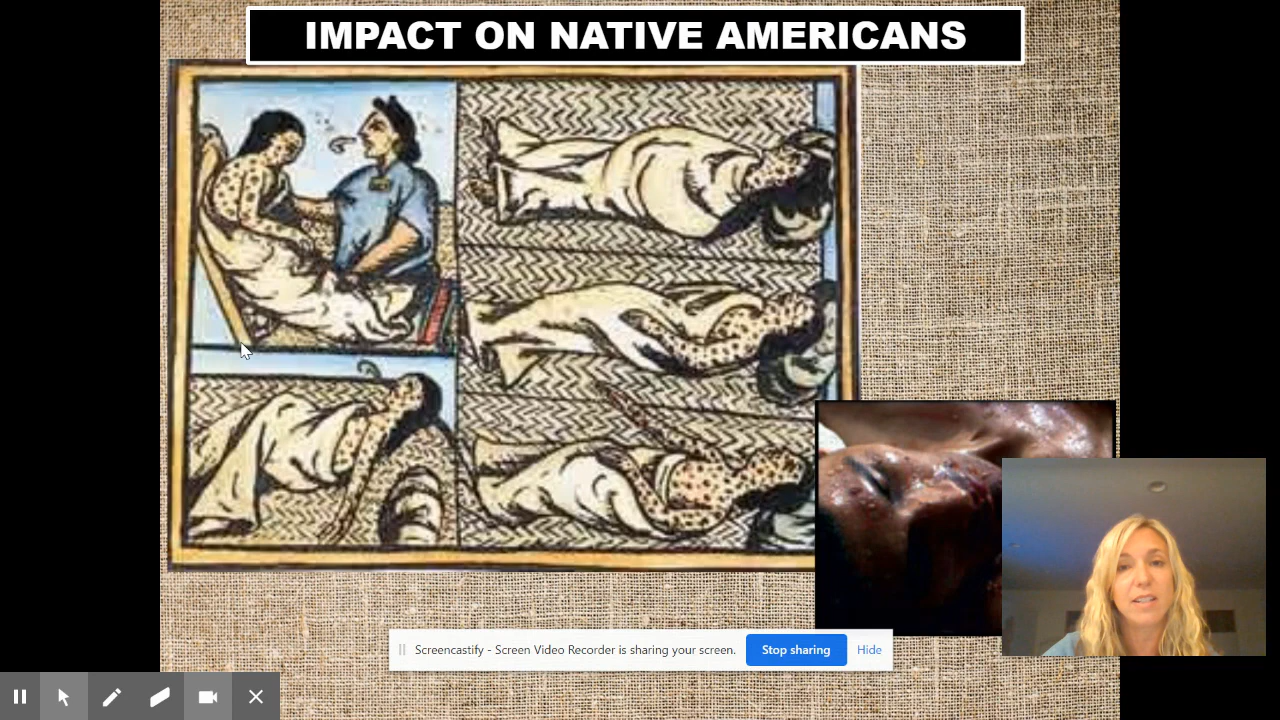 IMPACT ON NATIVE AMERICANS
Screencastify - Screen Video Recorder is sharing your screen.
Stop sharing
Hide